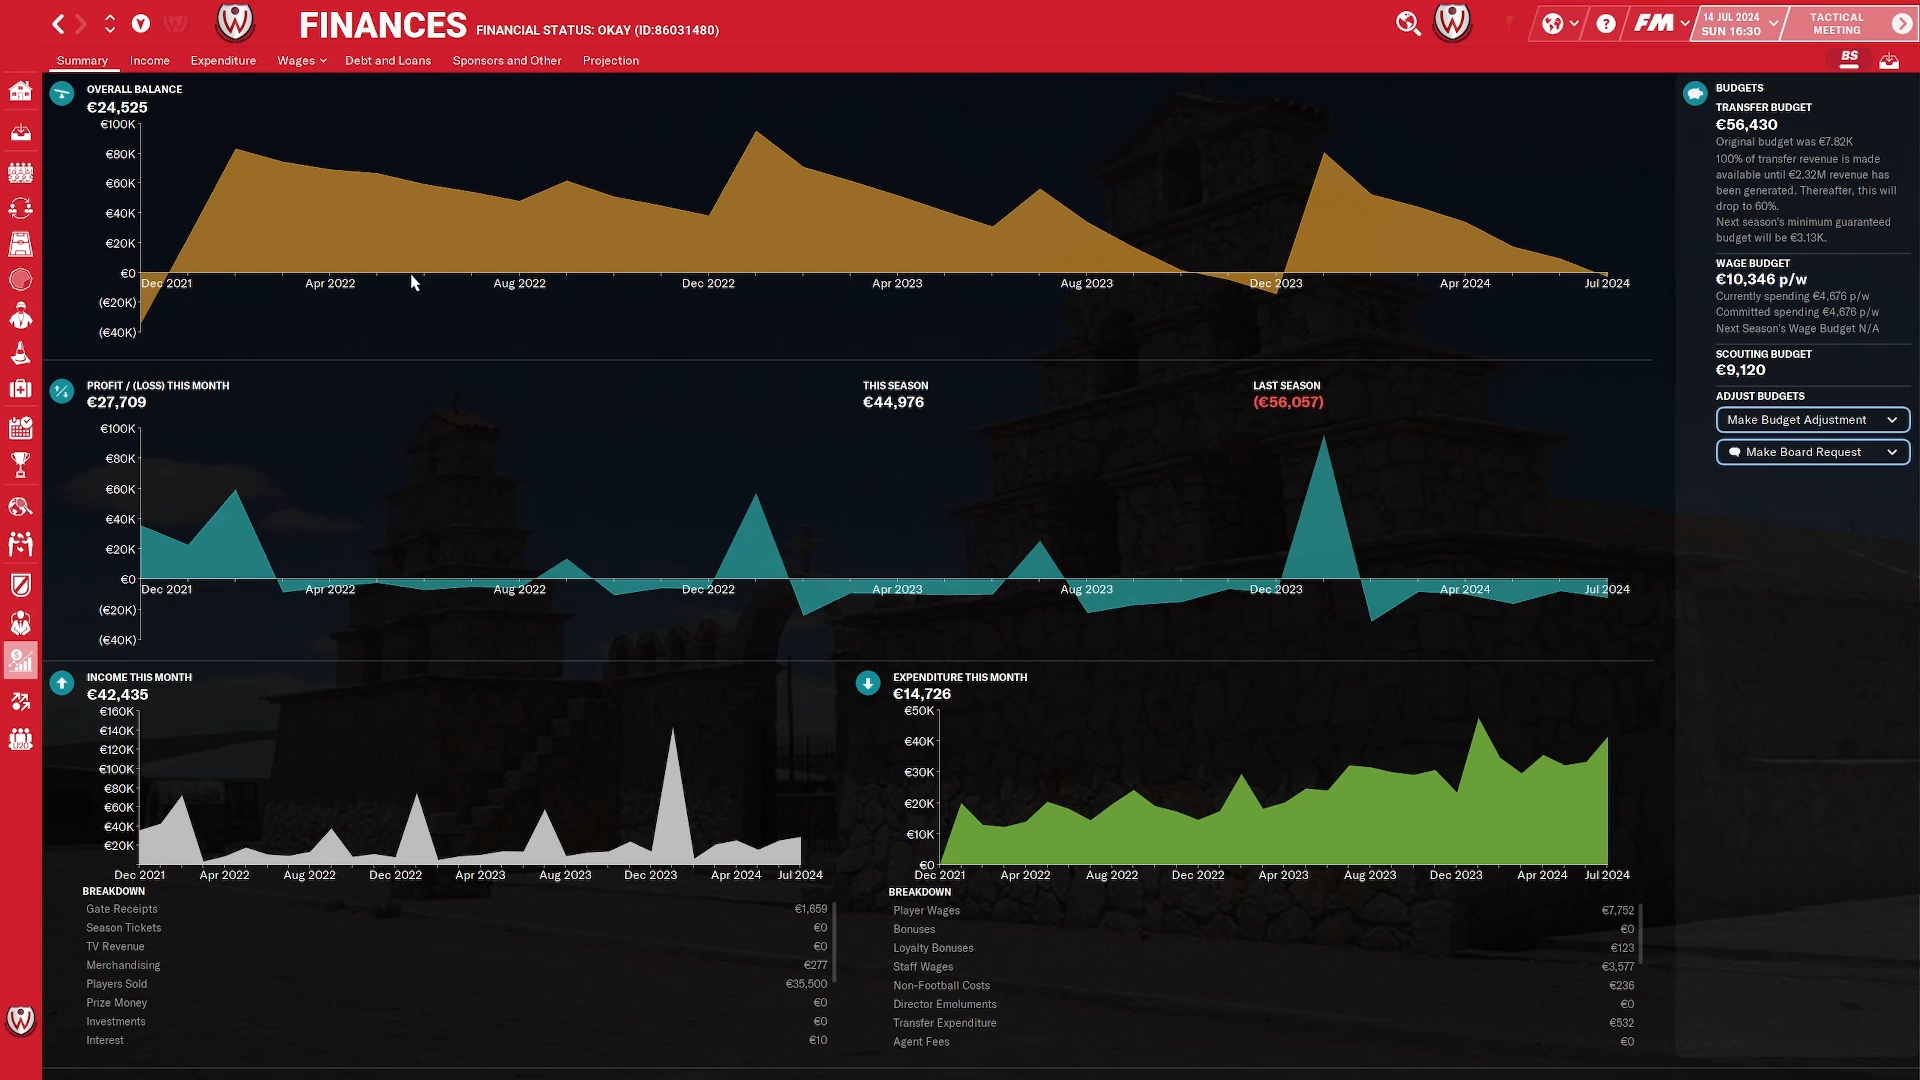 FINANCES FINANCIAL STATUS: OKAY (ID:86031480)
FM
14 JUL 2024
SUN 16:30
TACTICAL
MEETING
Summary Income Expenditure Wages Debt and Loans Sponsors and Other Projection
BS
OVERALL BALANCE
€24,525
€100K
€80K
€60K
€40K
€20K
€0
(€20K)
(€40K)
Dec 2021 Apr 2022 Aug 2022 Dec 2022 Apr 2023 Aug 2023 Dec 2023 Apr 2024 Jul 2024
PROFIT / (LOSS) THIS MONTH
€27,709
THIS SEASON
€44,976
LAST SEASON
(€56,057)
€100K
€80K
€60K
€40K
€20K
€0
(€20K)
(€40K)
Dec 2021 Apr 2022 Aug 2022 Dec 2022 Apr 2023 Aug 2023 Dec 2023 Apr 2024 Jul 2024
INCOME THIS MONTH
€42,435
€160K
€140K
€120K
€100K
€80K
€60K
€40K
€20K
Dec 2021 Apr 2022 Aug 2022 Dec 2022 Apr 2023 Aug 2023 Dec 2023 Apr 2024 Jul 2024
BREAKDOWN
Gate Receipts €1,659
Season Tickets €0
TV Revenue €0
Merchandising €277
Players Sold €35,500
Prize Money €0
Investments €0
Interest €10
EXPENDITURE THIS MONTH
€14,726
€50K
€40K
€30K
€20K
€10K
€0
Dec 2021 Apr 2022 Aug 2022 Dec 2022 Apr 2023 Aug 2023 Dec 2023 Apr 2024 Jul 2024
BREAKDOWN
Player Wages €7,752
Bonuses €0
Loyalty Bonuses €123
Staff Wages €3,577
Non-Football Costs €236
Director Emoluments €0
Transfer Expenditure €532
Agent Fees €0
BUDGETS
TRANSFER BUDGET
€56,430
Original budget was €7.82K
100% of transfer revenue is made
available until €2.32M revenue has
been generated. Thereafter, this will
drop to 60%.
Next season's minimum guaranteed
budget will be €3.13K.
WAGE BUDGET
€10,346 p/w
Currently spending €4,676 p/w
Committed spending €4,676 p/w
Next Season's Wage Budget N/A
SCOUTING BUDGET
€9,120
ADJUST BUDGETS
Make Budget Adjustment
Make Board Request